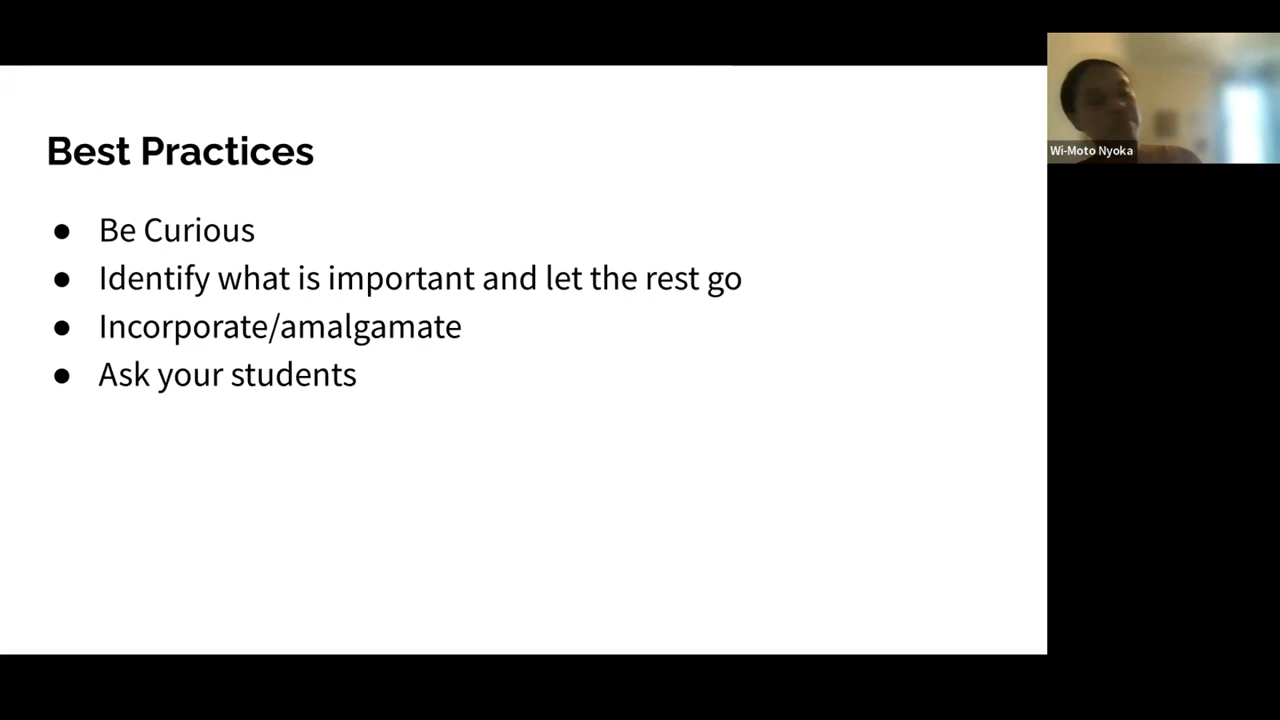 Best Practices
● Be Curious
● Identify what is important and let the rest go
● Incorporate/amalgamate
● Ask your students
Wi-Moto Nyoka